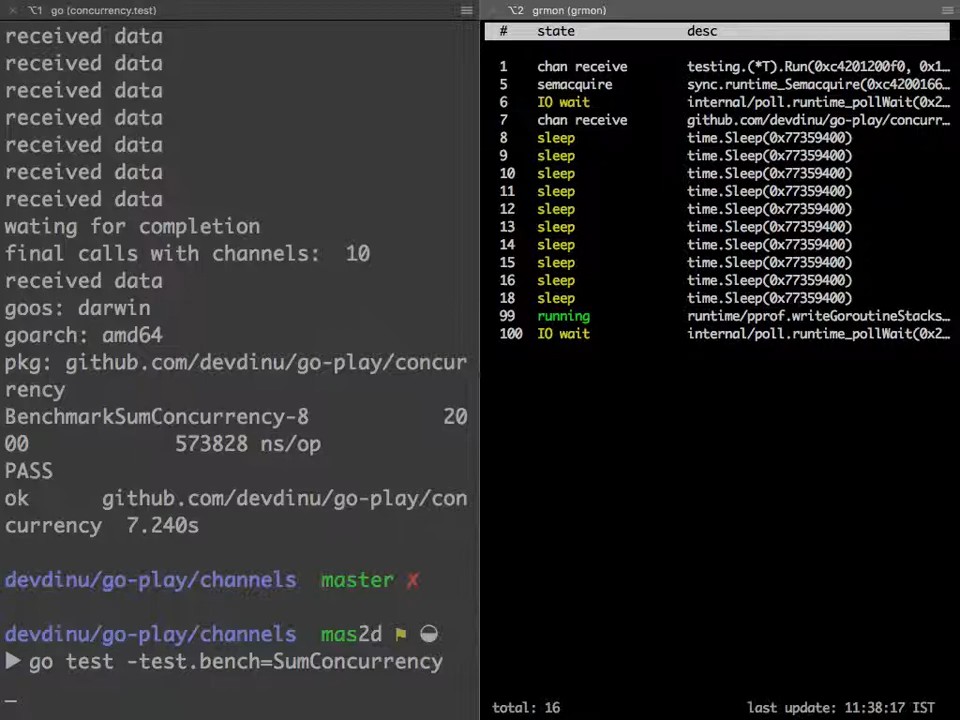 ⌥1 go (concurrency.test)
received data
received data
received data
received data
received data
received data
received data
wating for completion
final calls with channels:  10
received data
goos: darwin
goarch: amd64
pkg: github.com/devdinu/go-play/concur
rency
BenchmarkSumConcurrency-8 20
00 573828 ns/op
PASS
ok github.com/devdinu/go-play/con
currency 7.240s
devdinu/go-play/channels master ✗
devdinu/go-play/channels mas2d
▶ go test -test.bench=SumConcurrency
_
⌥2 grmon (grmon)
# state desc
1 chan receive testing.(*T).Run(0xc4201200f0, 0x1…
5 semacquire sync.runtime_Semacquire(0xc4200166…
6 IO wait internal/poll.runtime_pollWait(0x2…
7 chan receive github.com/devdinu/go-play/concurr…
8 sleep time.Sleep(0x77359400)
9 sleep time.Sleep(0x77359400)
10 sleep time.Sleep(0x77359400)
11 sleep time.Sleep(0x77359400)
12 sleep time.Sleep(0x77359400)
13 sleep time.Sleep(0x77359400)
14 sleep time.Sleep(0x77359400)
15 sleep time.Sleep(0x77359400)
16 sleep time.Sleep(0x77359400)
18 sleep time.Sleep(0x77359400)
99 running runtime/pprof.writeGoroutineStacks…
100 IO wait internal/poll.runtime_pollWait(0x2…
total: 16 last update: 11:38:17 IST